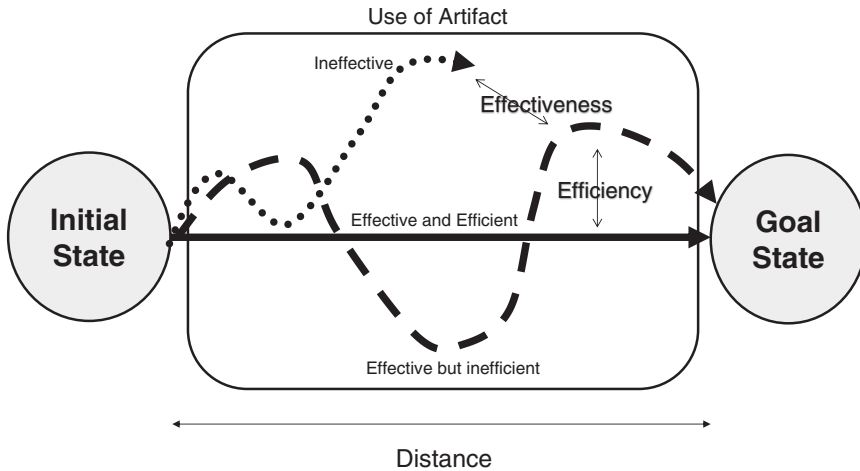 Use of Artifact
Ineffective
Effectiveness
Efficiency
Initial
State
Effective and Efficient
Goal
State
Effective but inefficient
Distance